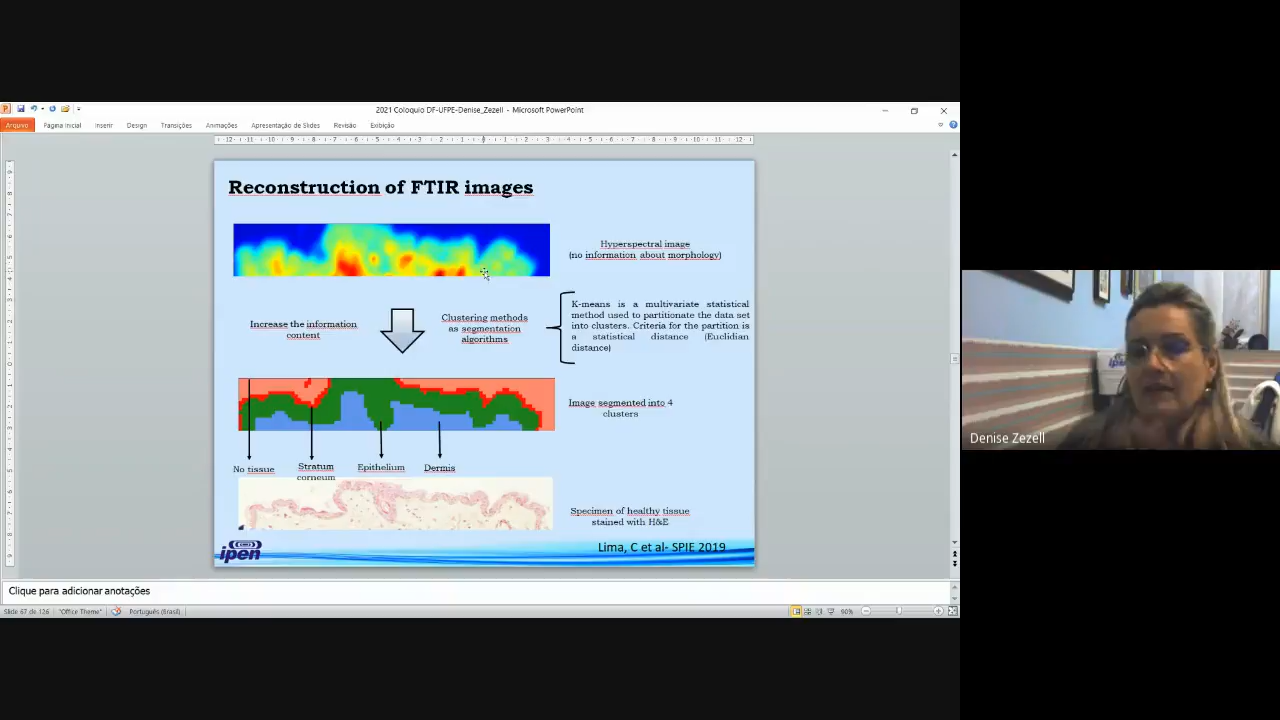 2021 Coloquio DF-UFPE-Denise_Zezell - Microsoft PowerPoint
Arquivo Página Inicial Inserir Design Transições Animações Apresentação de Slides Revisão Exibição
Reconstruction of FTIR images
Hyperspectral image
(no information about morphology)
Increase the information
content
Clustering methods
as segmentation
algorithms
K-means is a multivariate statistical
method used to partitionate the data set
into clusters. Criteria for the partition is
a statistical distance (Euclidian
distance)
Image segmented into 4
clusters
No tissue
Stratum
corneum
Epithelium
Dermis
Specimen of healthy tissue
stained with H&E
ipen
Lima, C et al- SPIE 2019
Clique para adicionar anotações
Slide 67 de 126 "Office Theme" Português (Brasil) 90%
Denise Zezell